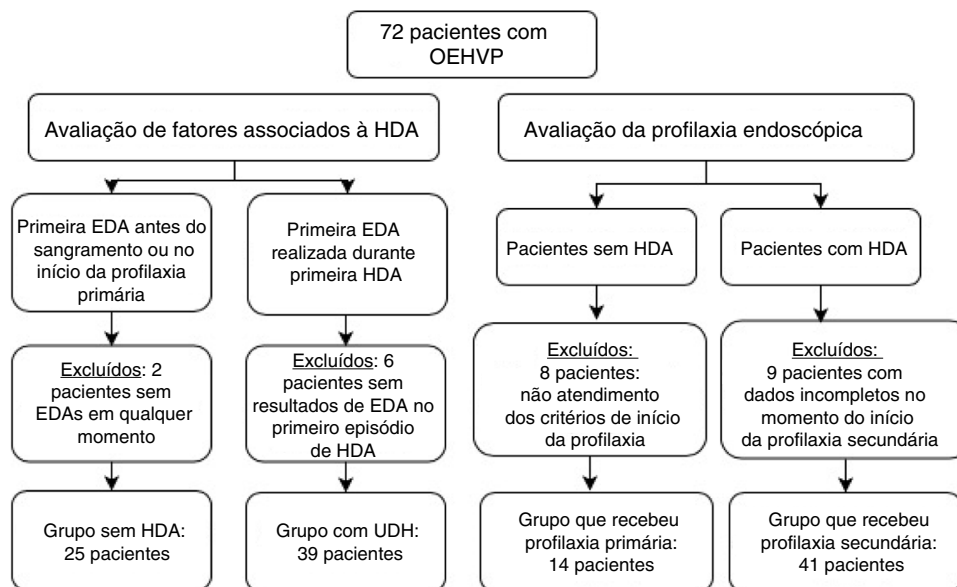 72 pacientes com
OEHVP
Avaliação de fatores associados à HDA
Avaliação da profilaxia endoscópica
Primeira EDA antes do
sangramento ou no
início da profilaxia
primária
Primeira EDA
realizada durante
primeira HDA
Pacientes sem HDA
Pacientes com HDA
Excluídos: 2
pacientes sem
EDAs em qualquer
momento
Excluídos: 6
pacientes sem
resultados de EDA no
primeiro episódio
de HDA
Excluídos:
8 pacientes:
não atendimento
dos critérios de início
da profilaxia
Excluídos:
9 pacientes com
dados incompletos no
momento do início
da profilaxia secundária
Grupo sem HDA:
25 pacientes
Grupo com UDH:
39 pacientes
Grupo que recebeu
profilaxia primária:
14 pacientes
Grupo que recebeu
profilaxia secundária:
41 pacientes